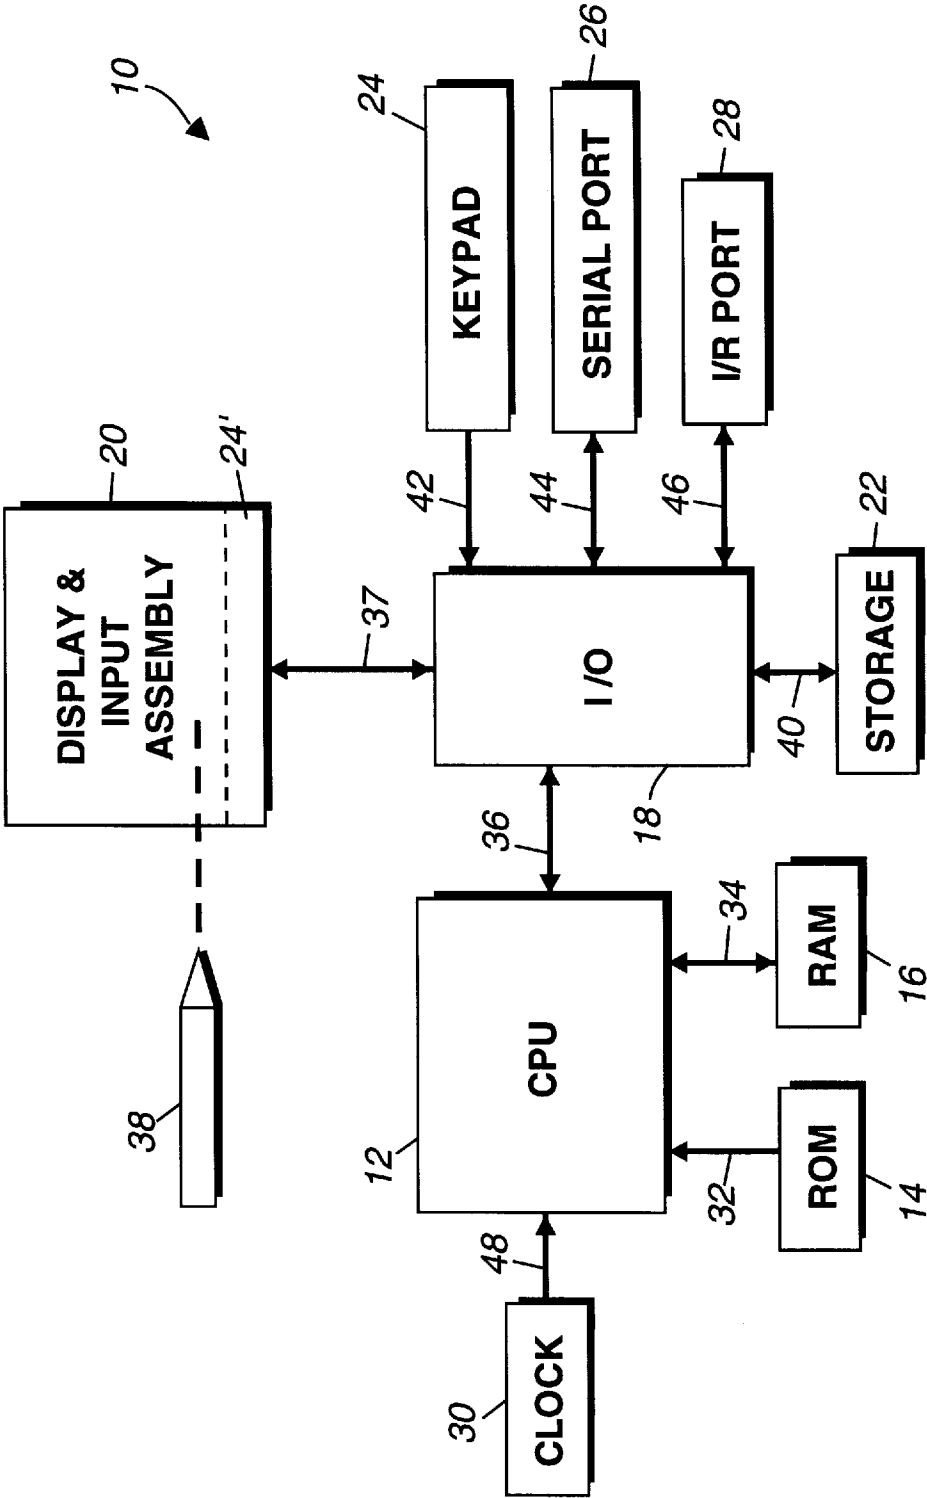 10
20
DISPLAY &
INPUT
ASSEMBLY
24'
38
37
24
KEYPAD
42
26
SERIAL PORT
44
28
I/R PORT
46
I/O
18
36
12
CPU
48
30
CLOCK
32
ROM
14
34
RAM
16
40
STORAGE
22